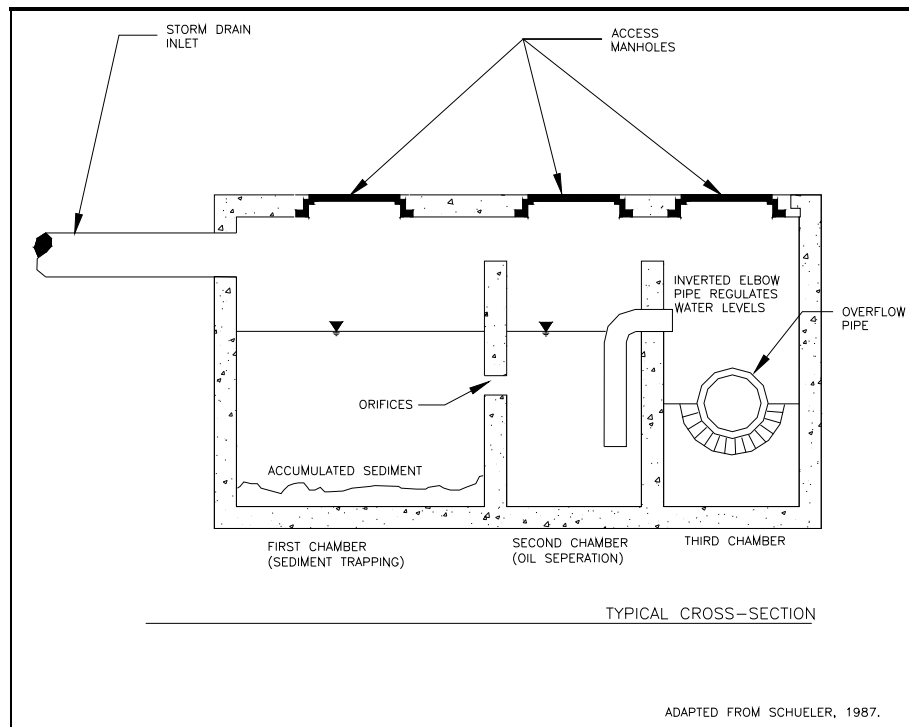 STORM DRAIN
INLET
ACCESS
MANHOLES
INVERTED ELBOW
PIPE REGULATES
WATER LEVELS
OVERFLOW
PIPE
ORIFICES
ACCUMULATED SEDIMENT
FIRST CHAMBER
(SEDIMENT TRAPPING)
SECOND CHAMBER
(OIL SEPERATION)
THIRD CHAMBER
TYPICAL CROSS-SECTION
ADAPTED FROM SCHUELER, 1987.